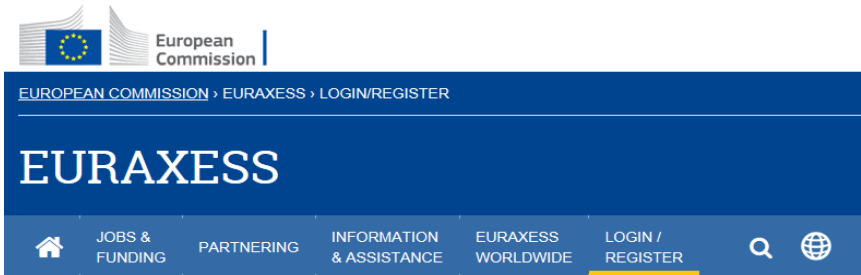 European
Commission
EUROPEAN COMMISSION › EURAXESS › LOGIN/REGISTER
EURAXESS
JOBS &
FUNDING
PARTNERING
INFORMATION
& ASSISTANCE
EURAXESS
WORLDWIDE
LOGIN /
REGISTER